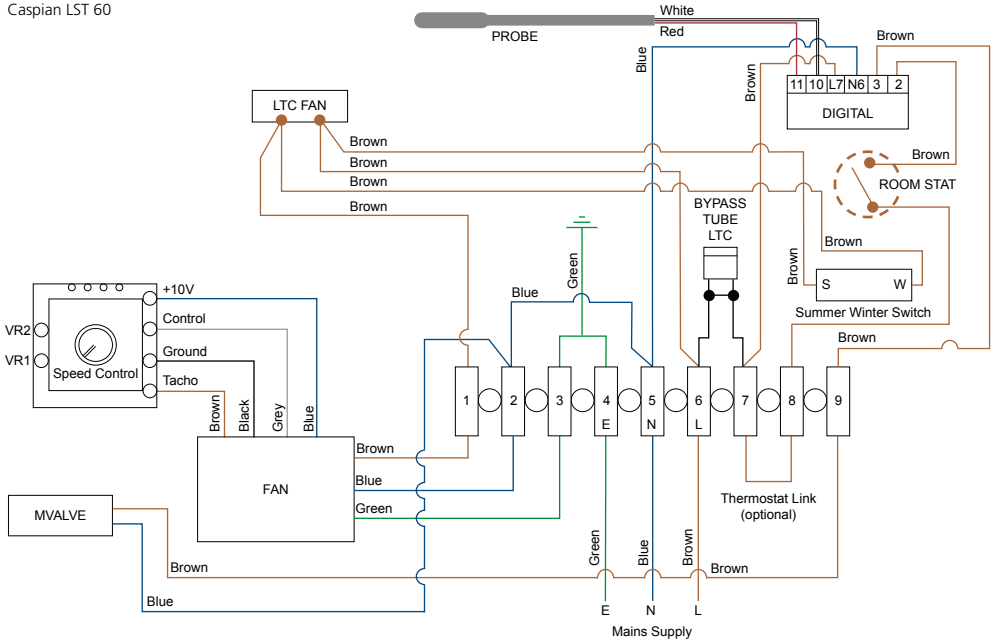 Caspian LST 60
White
PROBE
Red
Blue
Brown
Brown
11 10 L7 N6 3 2
DIGITAL
LTC FAN
Brown
Brown
Brown
Brown
Brown
ROOM STAT
BYPASS
TUBE
LTC
Green
Brown
Brown
S W
Summer Winter Switch
+10V
Control
Ground
Tacho
VR2
VR1
Speed Control
Blue
Brown
1 2 3 4 5 6 7 8 9
E N L
Brown
Black
Grey
Blue
FAN
Brown
Blue
Green
Thermostat Link
(optional)
MVALVE
Brown
Blue
Green
Blue
Brown
Brown
E N L
Mains Supply